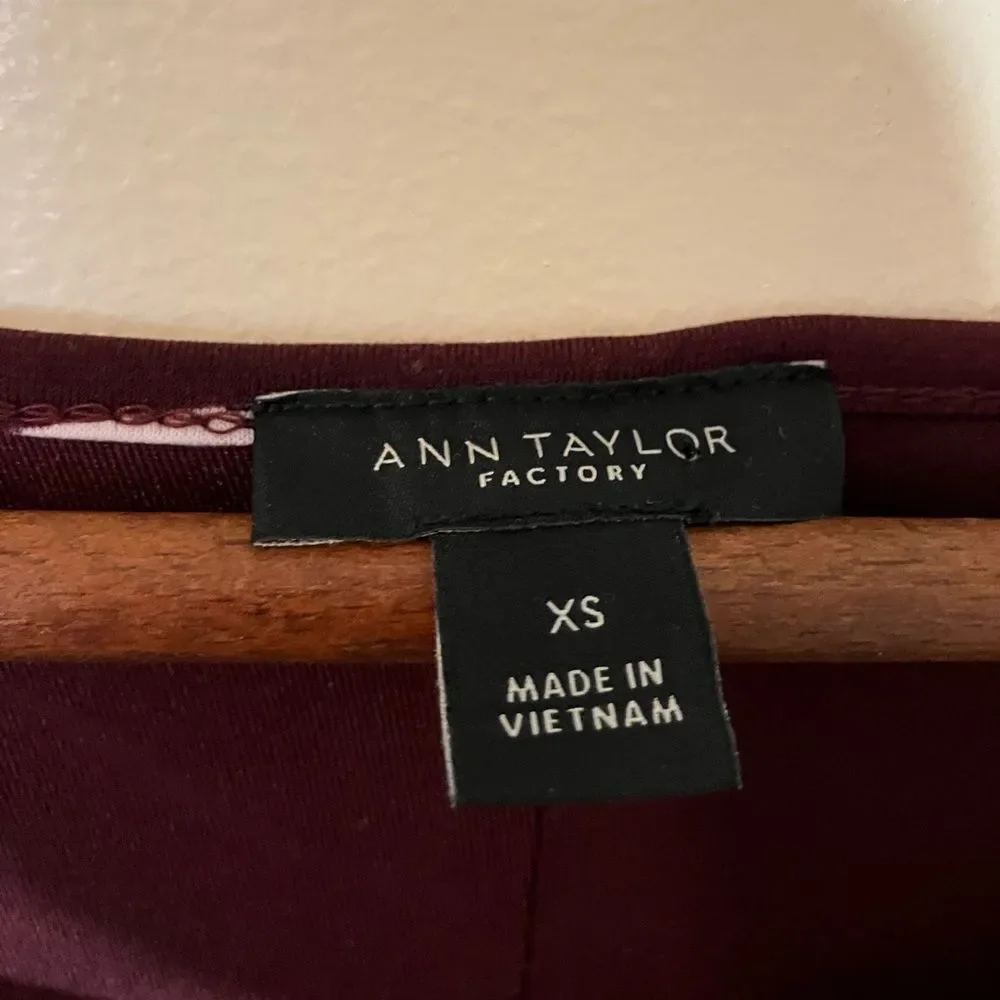 ANN TAYLOR
FACTORY
XS
MADE IN
VIETNAM